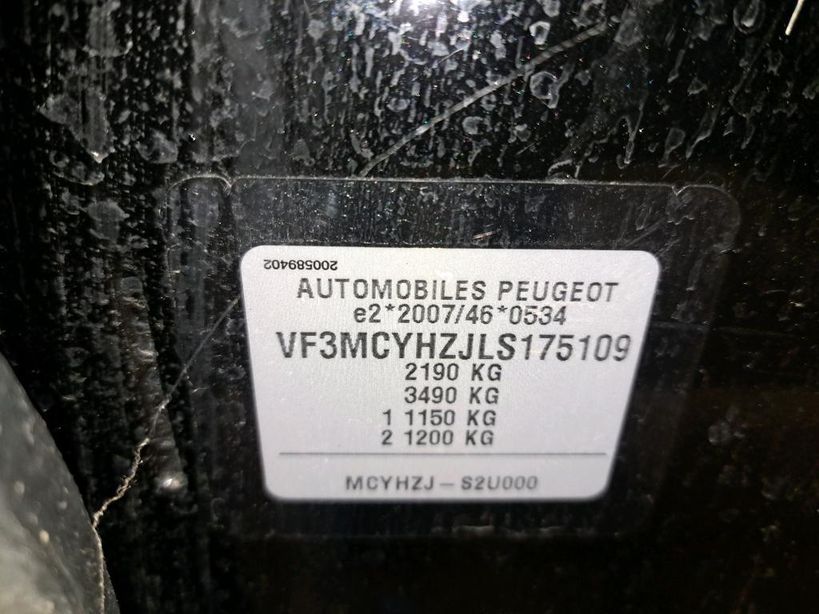 200589402
AUTOMOBILES PEUGEOT
e2*2007/46*0534
VF3MCYHZJLS175109
2190 KG
3490 KG
1 1150 KG
2 1200 KG
MCYHZJ – S2U000